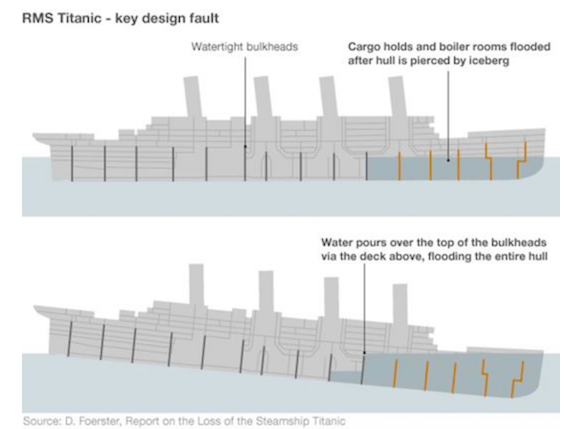 RMS Titanic - key design fault
Watertight bulkheads
Cargo holds and boiler rooms flooded
after hull is pierced by iceberg
Water pours over the top of the bulkheads
via the deck above, flooding the entire hull
Source: D. Foerster, Report on the Loss of the Steamship Titanic